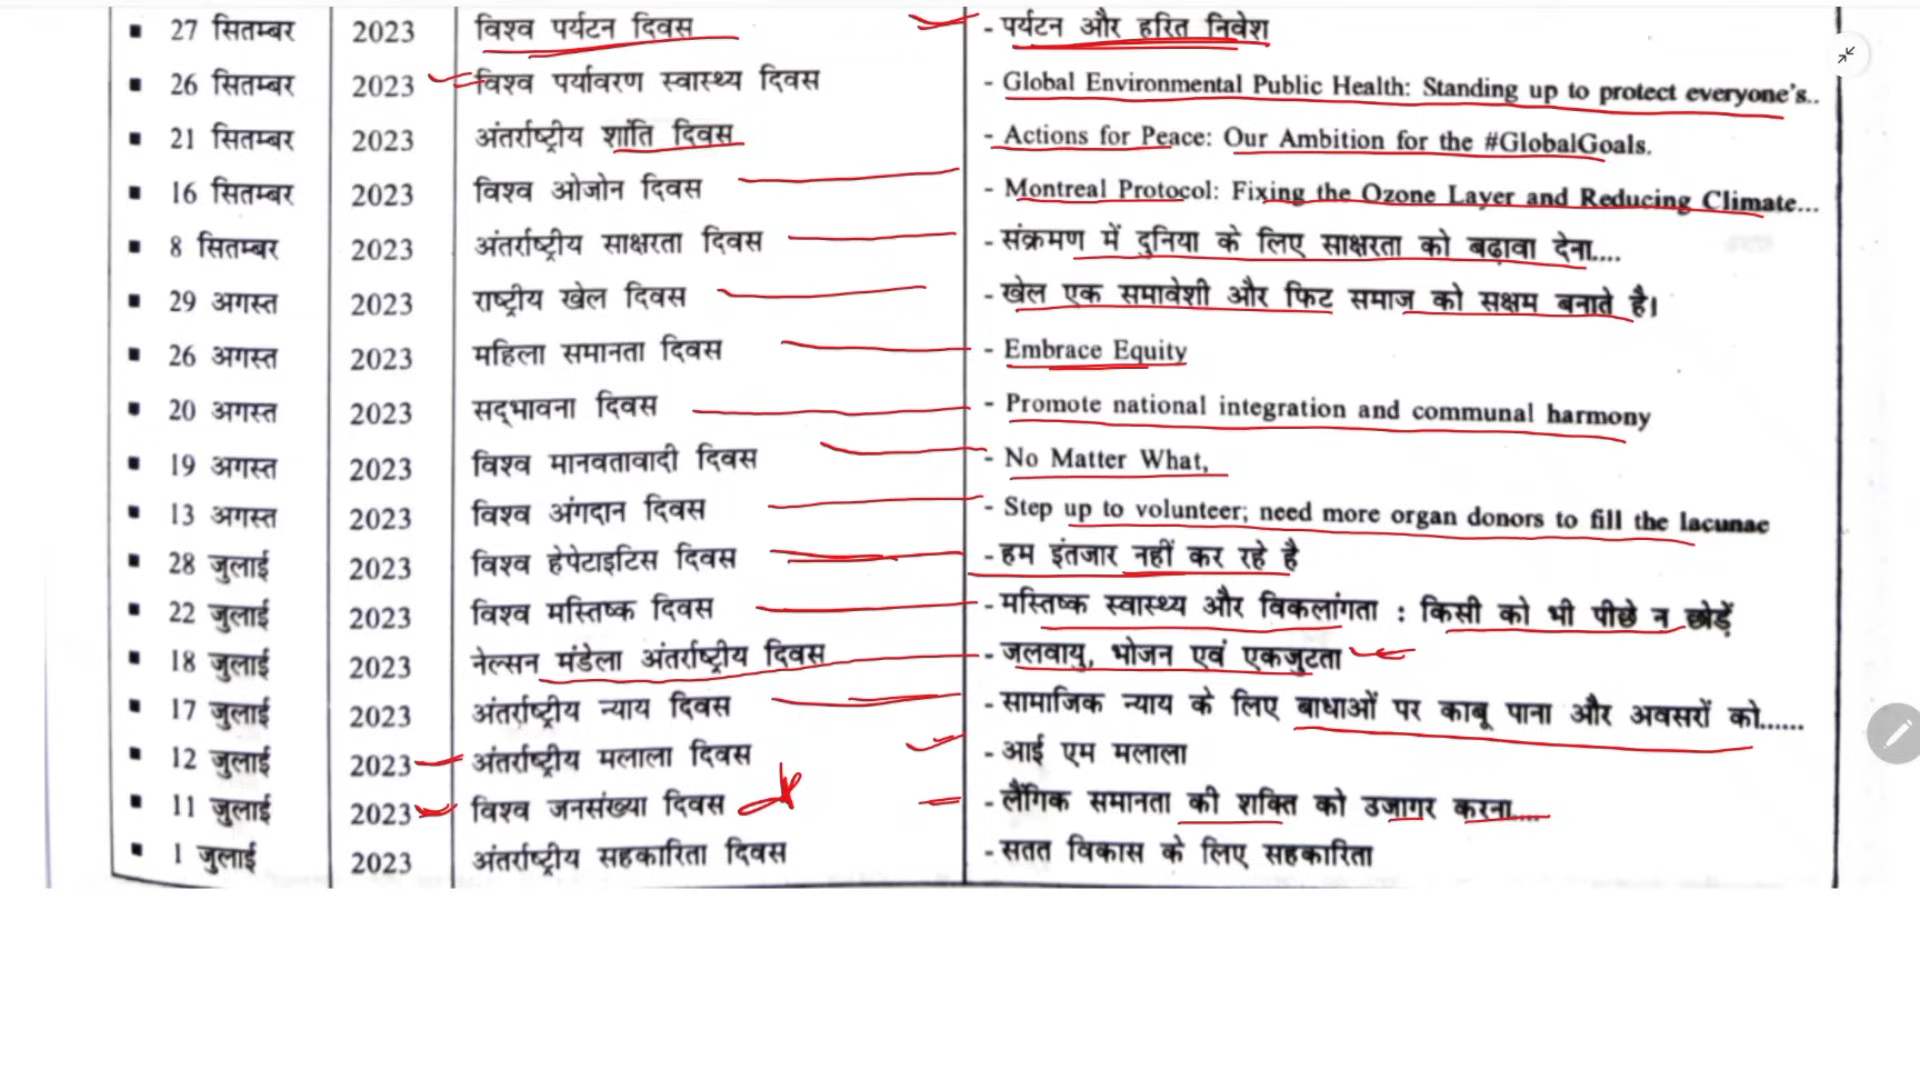 ▪ 27 सितम्बर 2023 विश्व पर्यटन दिवस - पर्यटन और हरित निवेश
▪ 26 सितम्बर 2023 विश्व पर्यावरण स्वास्थ्य दिवस - Global Environmental Public Health: Standing up to protect everyone's..
▪ 21 सितम्बर 2023 अंतर्राष्ट्रीय शांति दिवस - Actions for Peace: Our Ambition for the #GlobalGoals.
▪ 16 सितम्बर 2023 विश्व ओजोन दिवस - Montreal Protocol: Fixing the Ozone Layer and Reducing Climate...
▪ 8 सितम्बर 2023 अंतर्राष्ट्रीय साक्षरता दिवस - संक्रमण में दुनिया के लिए साक्षरता को बढ़ावा देना....
▪ 29 अगस्त 2023 राष्ट्रीय खेल दिवस - खेल एक समावेशी और फिट समाज को सक्षम बनाते है।
▪ 26 अगस्त 2023 महिला समानता दिवस - Embrace Equity
▪ 20 अगस्त 2023 सद्‌भावना दिवस - Promote national integration and communal harmony
▪ 19 अगस्त 2023 विश्व मानवतावादी दिवस - No Matter What,
▪ 13 अगस्त 2023 विश्व अंगदान दिवस - Step up to volunteer; need more organ donors to fill the lacunae
▪ 28 जुलाई 2023 विश्व हेपेटाइटिस दिवस - हम इंतजार नहीं कर रहे है
▪ 22 जुलाई 2023 विश्व मस्तिष्क दिवस - मस्तिष्क स्वास्थ्य और विकलांगता : किसी को भी पीछे न छोड़ें
▪ 18 जुलाई 2023 नेल्सन मंडेला अंतर्राष्ट्रीय दिवस - जलवायु, भोजन एवं एकजुटता
▪ 17 जुलाई 2023 अंतर्राष्ट्रीय न्याय दिवस - सामाजिक न्याय के लिए बाधाओं पर काबू पाना और अवसरों को......
▪ 12 जुलाई 2023 अंतर्राष्ट्रीय मलाला दिवस - आई एम मलाला
▪ 11 जुलाई 2023 विश्व जनसंख्या दिवस - लैंगिक समानता की शक्ति को उजागर करना....
▪ 1 जुलाई 2023 अंतर्राष्ट्रीय सहकारिता दिवस - सतत विकास के लिए सहकारिता